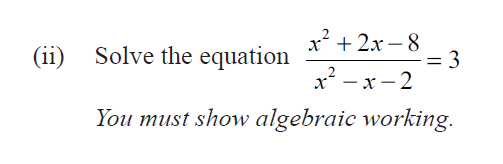 (ii) Solve the equation (x² + 2x – 8)/(x² – x – 2) = 3
You must show algebraic working.